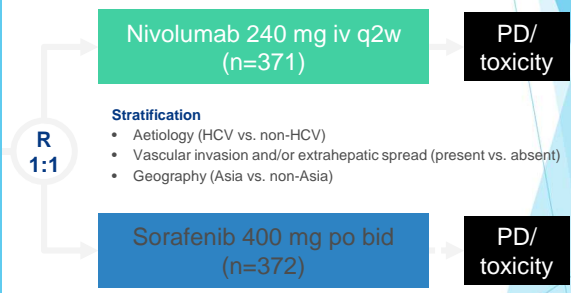 Nivolumab 240 mg iv q2w
(n=371)
PD/
toxicity
Stratification
• Aetiology (HCV vs. non-HCV)
• Vascular invasion and/or extrahepatic spread (present vs. absent)
• Geography (Asia vs. non-Asia)
R
1:1
Sorafenib 400 mg po bid
(n=372)
PD/
toxicity